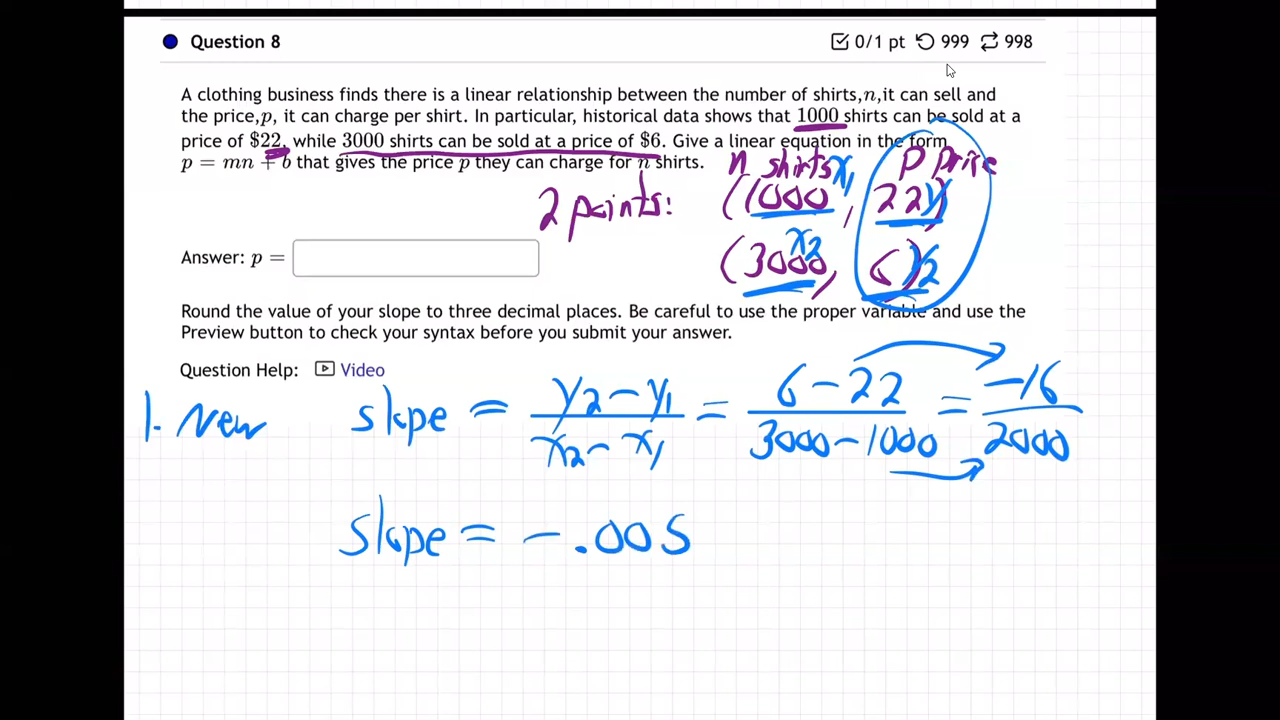 Question 8
0/1 pt 999 998
A clothing business finds there is a linear relationship between the number of shirts,n,it can sell and
the price,p, it can charge per shirt. In particular, historical data shows that 1000 shirts can be sold at a
price of $22, while 3000 shirts can be sold at a price of $6. Give a linear equation in the form
p = mn + b that gives the price p they can charge for n shirts.
n shirts p price
2 points: (1000, 22) x1 y1
(3000, 6) x2 y2
Answer: p =
Round the value of your slope to three decimal places. Be careful to use the proper variable and use the
Preview button to check your syntax before you submit your answer.
Question Help: Video
1. New slope = y2 - y1 / x2 - x1 = 6 - 22 / 3000 - 1000 = -16 / 2000
slope = -.005